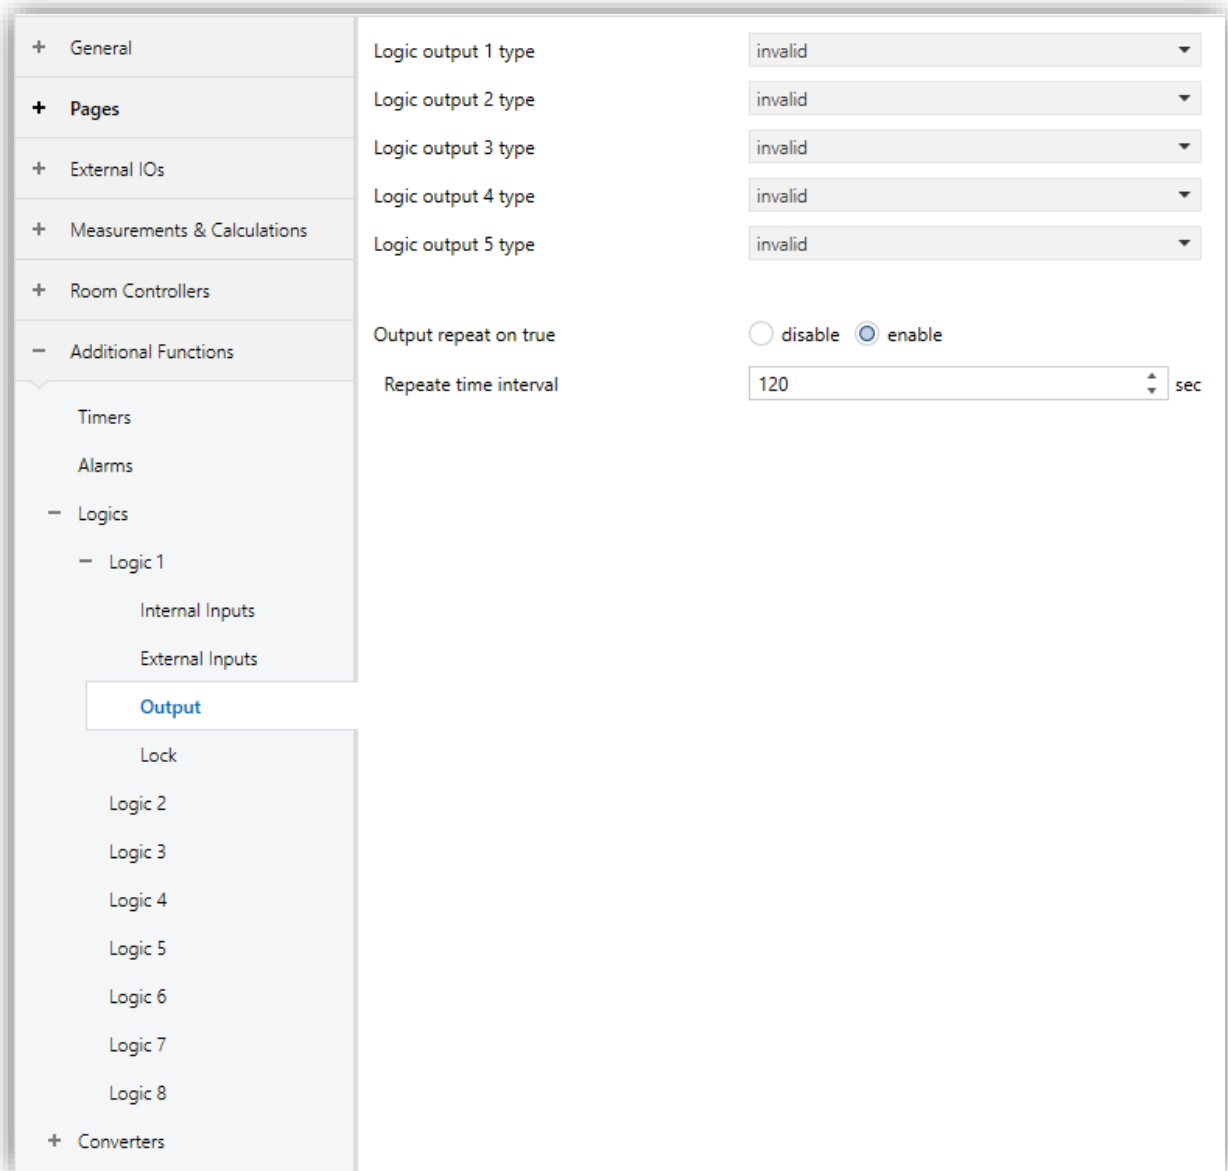 General
Pages
External IOs
Measurements & Calculations
Room Controllers
Additional Functions
Timers
Alarms
Logics
Logic 1
Internal Inputs
External Inputs
Output
Lock
Logic 2
Logic 3
Logic 4
Logic 5
Logic 6
Logic 7
Logic 8
Converters
Logic output 1 type invalid
Logic output 2 type invalid
Logic output 3 type invalid
Logic output 4 type invalid
Logic output 5 type invalid
Output repeat on true disable enable
Repeate time interval 120 sec